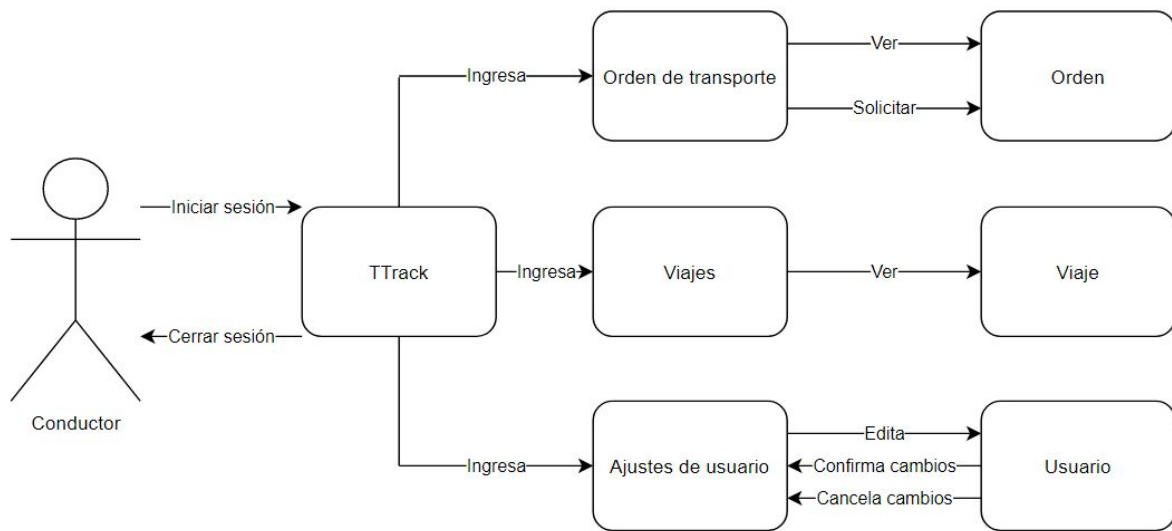 Ver
Ingresa
Orden de transporte
Orden
Solicitar
Iniciar sesión
TTrack
Ingresa
Viajes
Ver
Viaje
Cerrar sesión
Conductor
Edita
Ingresa
Ajustes de usuario
Confirma cambios
Usuario
Cancela cambios